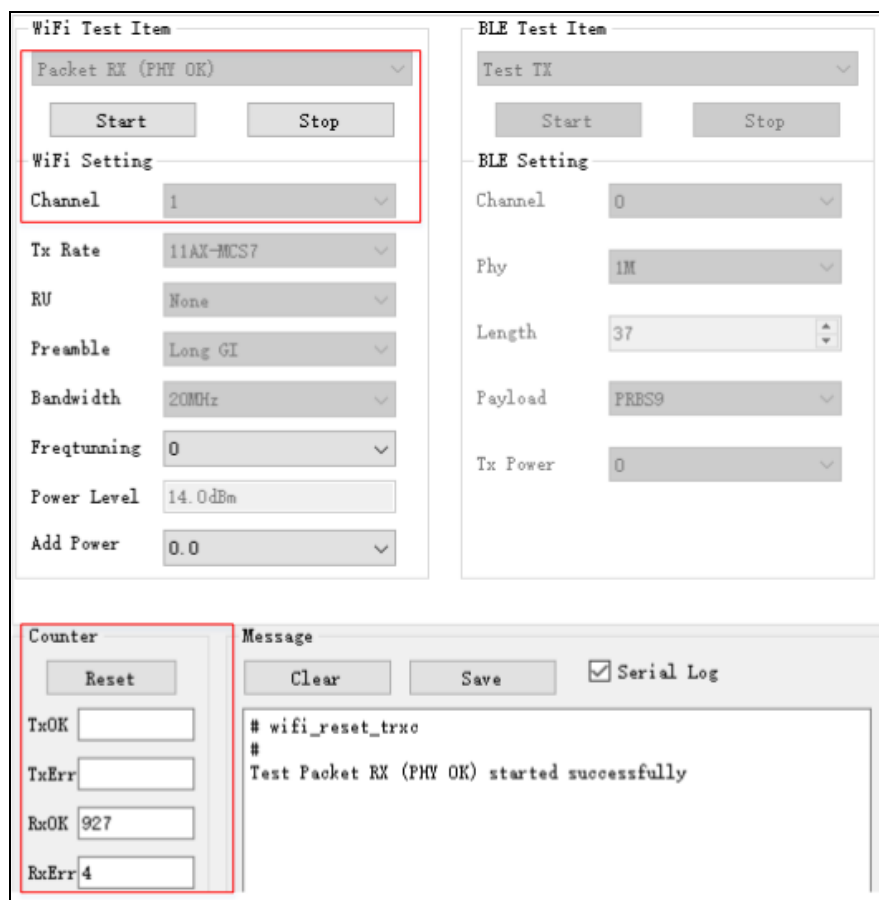 WiFi Test Item
Packet RX (PHY OK)
Start Stop
WiFi Setting
Channel 1
Tx Rate 11AX-MCS7
RU None
Preamble Long GI
Bandwidth 20MHz
Freqtunning 0
Power Level 14.0dBm
Add Power 0.0
BLE Test Item
Test TX
Start Stop
BLE Setting
Channel 0
Phy 1M
Length 37
Payload PRBS9
Tx Power 0
Counter
Reset
TxOK
TxErr
RxOK 927
RxErr 4
Message
Clear Save Serial Log
# wifi_reset_trxc
#
Test Packet RX (PHY OK) started successfully